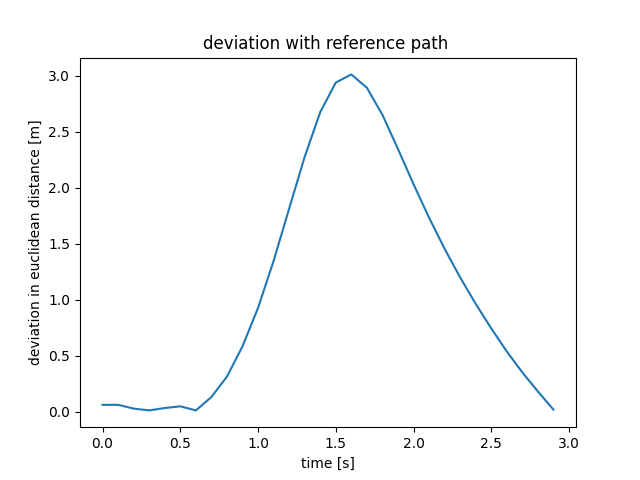 deviation with reference path
deviation in euclidean distance [m]
3.0
2.5
2.0
1.5
1.0
0.5
0.0
0.0 0.5 1.0 1.5 2.0 2.5 3.0
time [s]